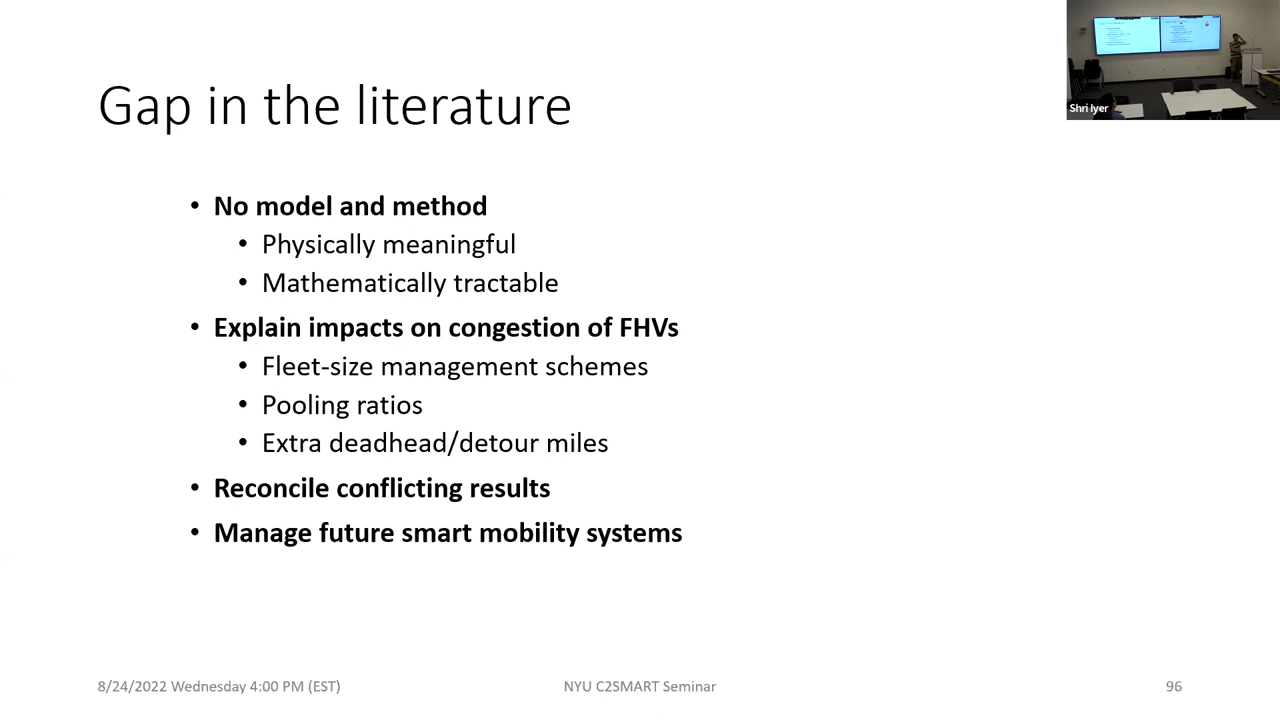 Gap in the literature
• No model and method
• Physically meaningful
• Mathematically tractable
• Explain impacts on congestion of FHVs
• Fleet-size management schemes
• Pooling ratios
• Extra deadhead/detour miles
• Reconcile conflicting results
• Manage future smart mobility systems
8/24/2022 Wednesday 4:00 PM (EST)
NYU C2SMART Seminar
96
Shri Iyer